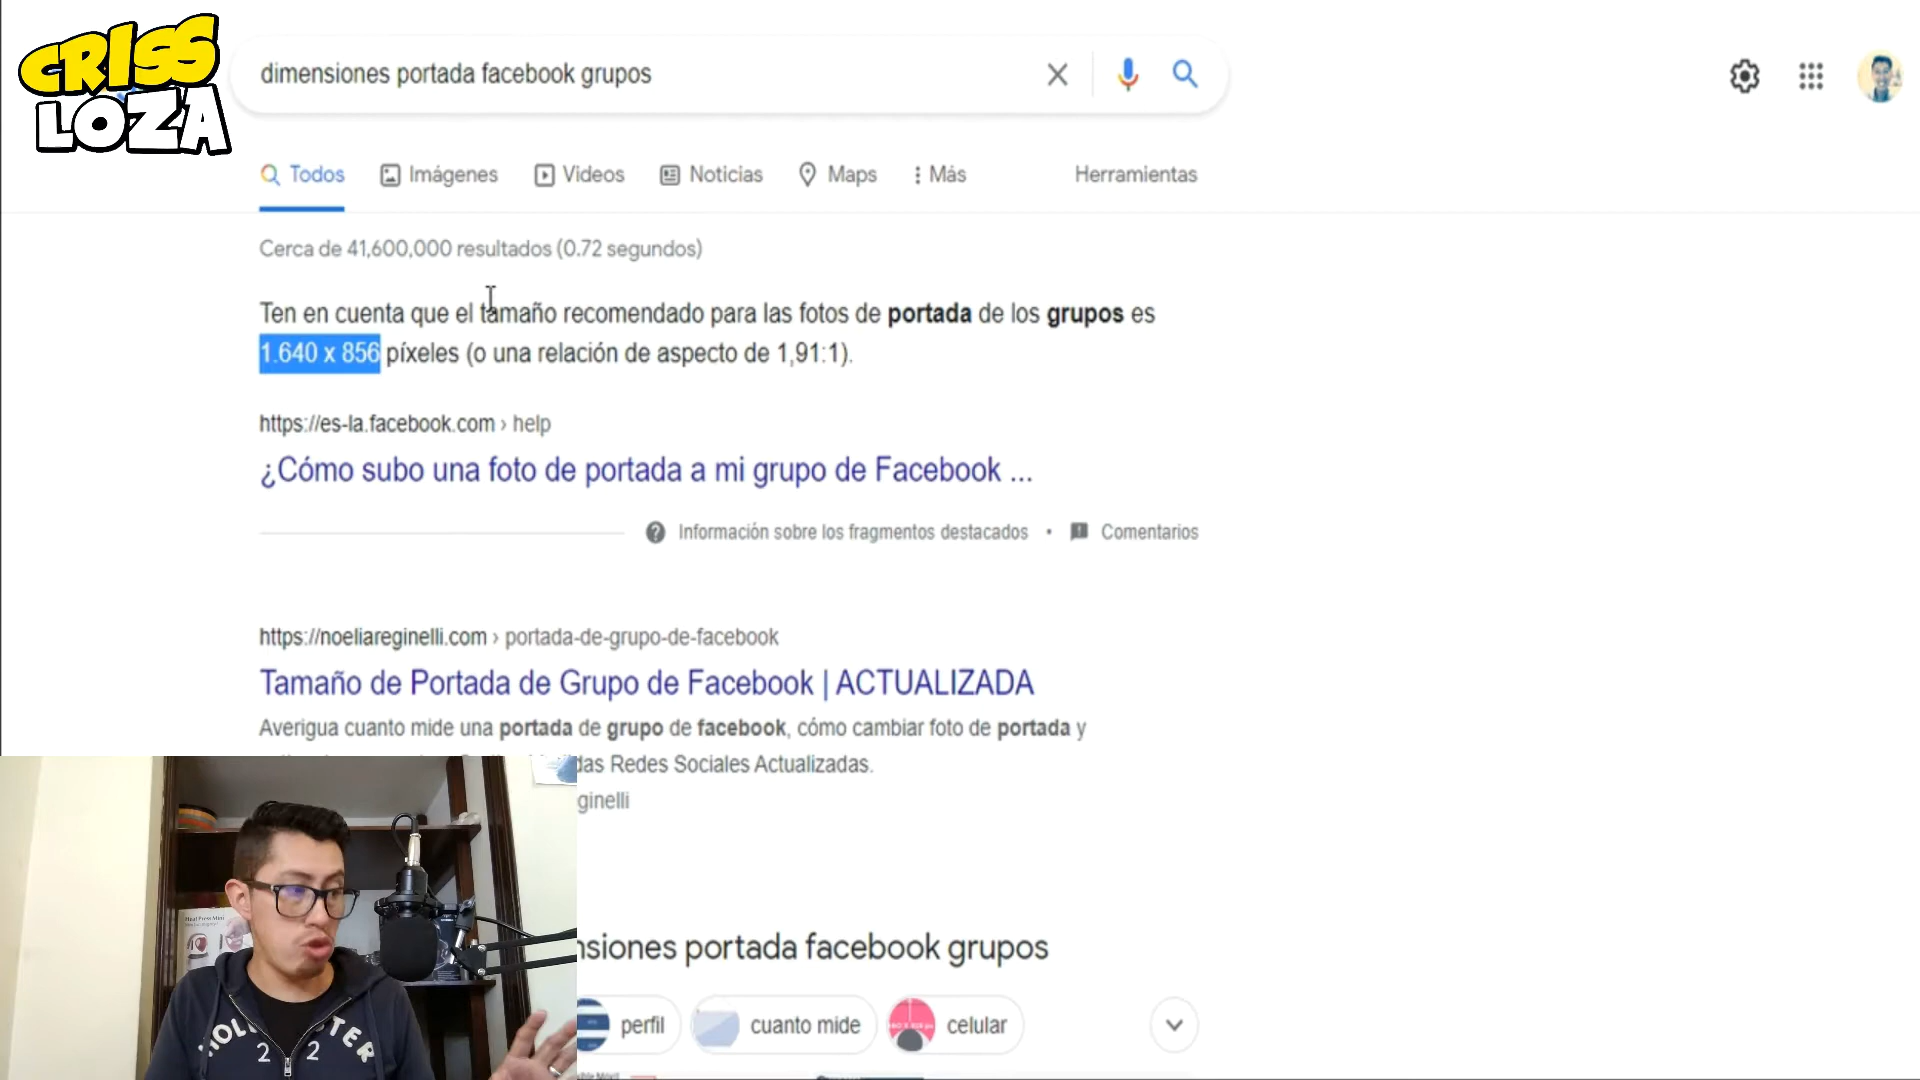 CRISS
LOZA
dimensiones portada facebook grupos
Todos Imágenes Videos Noticias Maps Más Herramientas
Cerca de 41,600,000 resultados (0.72 segundos)
Ten en cuenta que el tamaño recomendado para las fotos de portada de los grupos es
1.640 x 856 píxeles (o una relación de aspecto de 1,91:1).
https://es-la.facebook.com › help
¿Cómo subo una foto de portada a mi grupo de Facebook ...
Información sobre los fragmentos destacados • Comentarios
https://noeliareginelli.com › portada-de-grupo-de-facebook
Tamaño de Portada de Grupo de Facebook | ACTUALIZADA
Averigua cuanto mide una portada de grupo de facebook, cómo cambiar foto de portada y
das Redes Sociales Actualizadas.
ginelli
nsiones portada facebook grupos
perfil cuanto mide celular
22